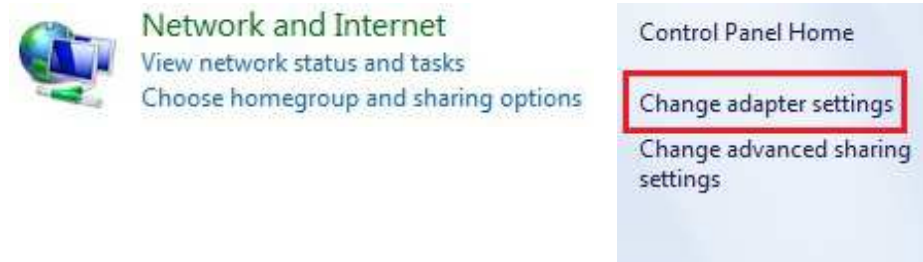 Network and Internet
View network status and tasks
Choose homegroup and sharing options
Control Panel Home
Change adapter settings
Change advanced sharing
settings